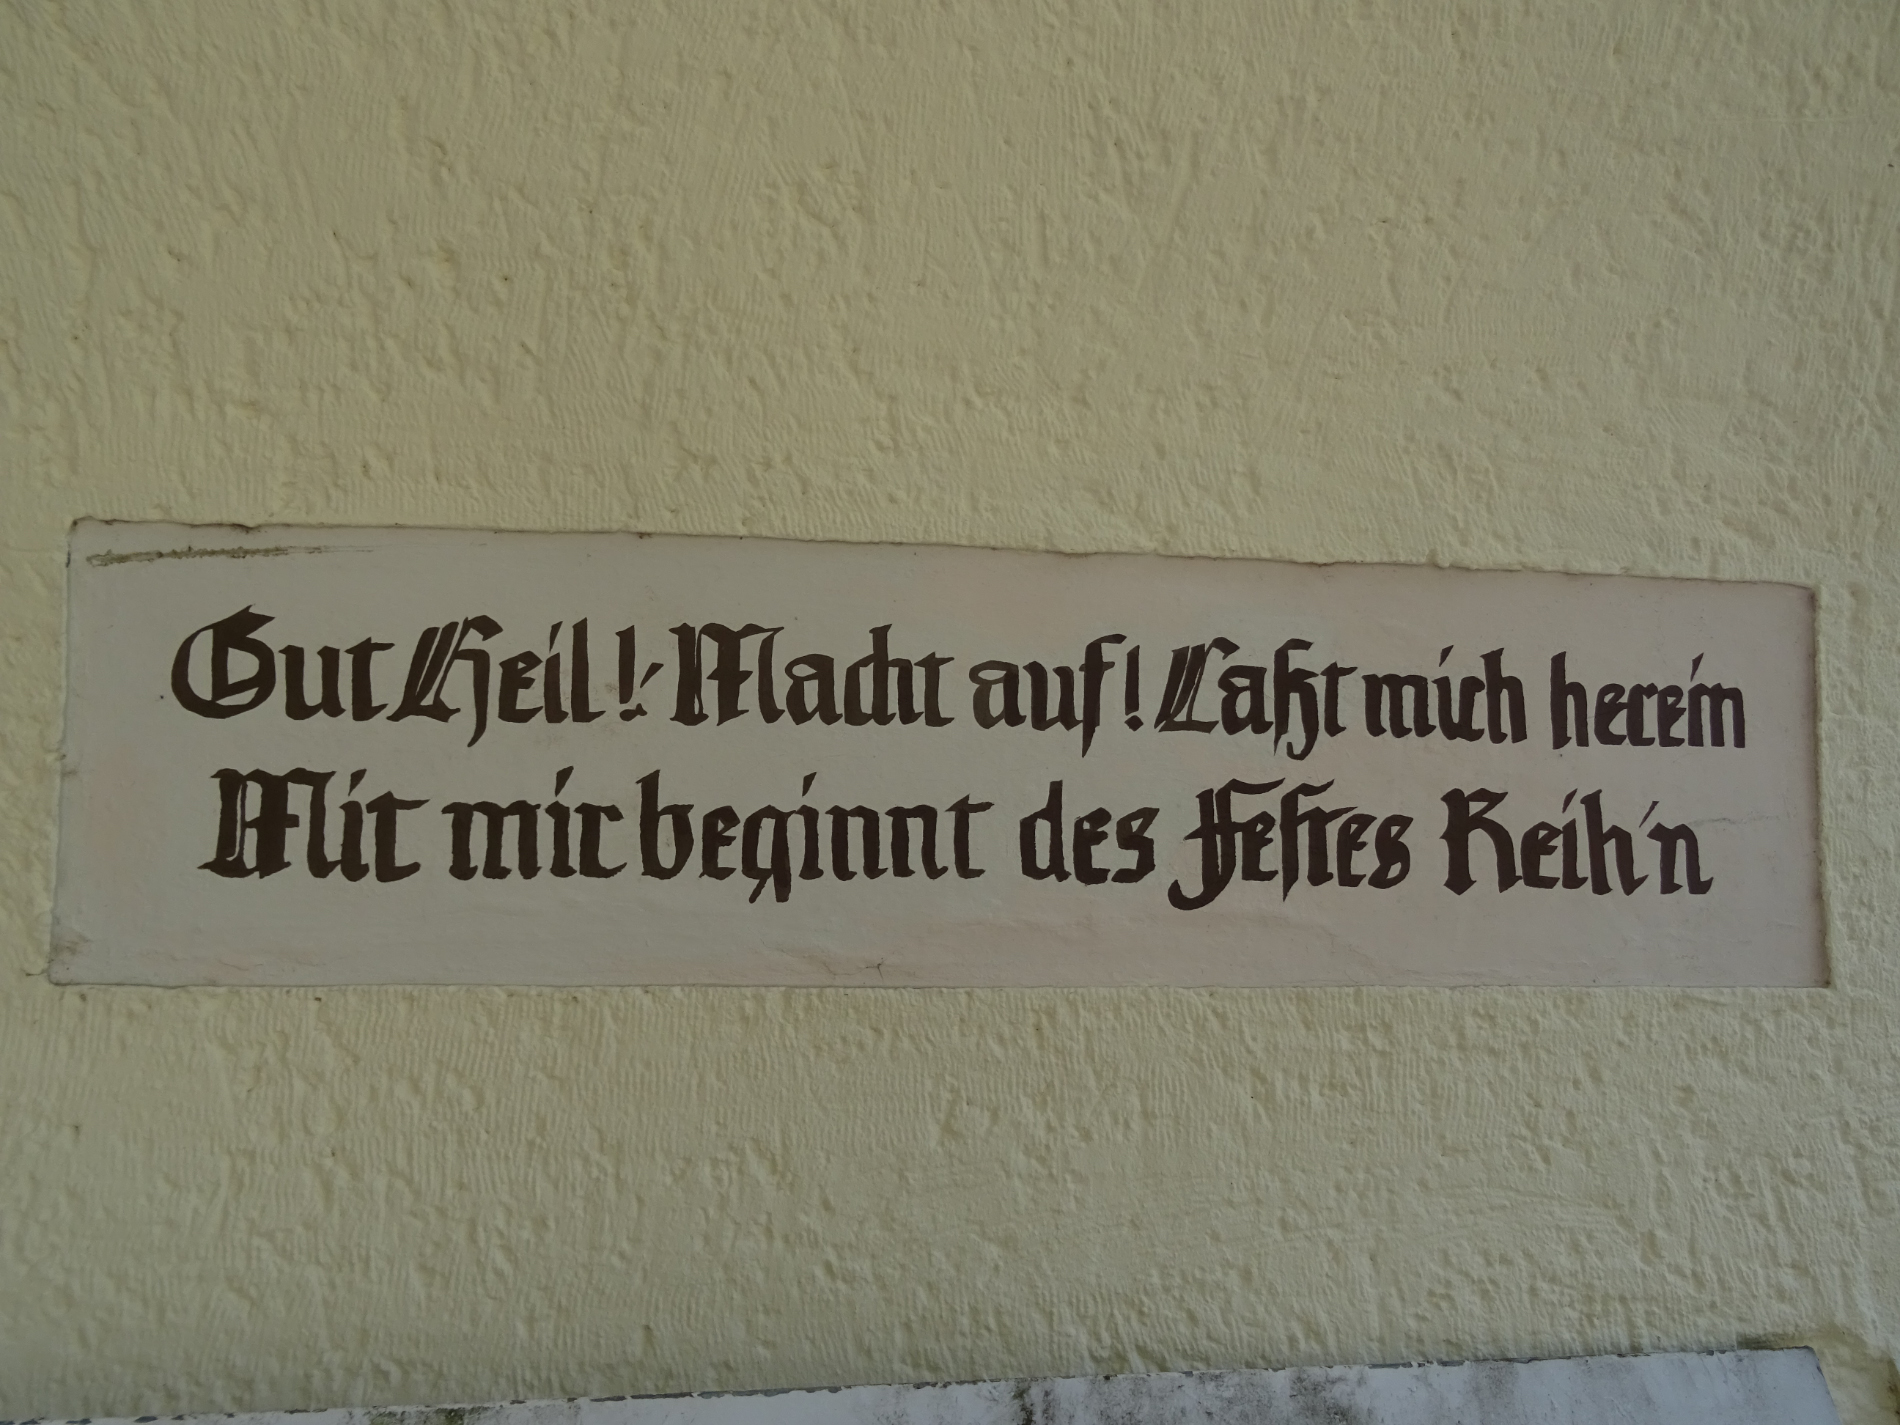 Gut Heil! Macht auf! Laßt mich herein
Mit mir beginnt des Festes Reih'n